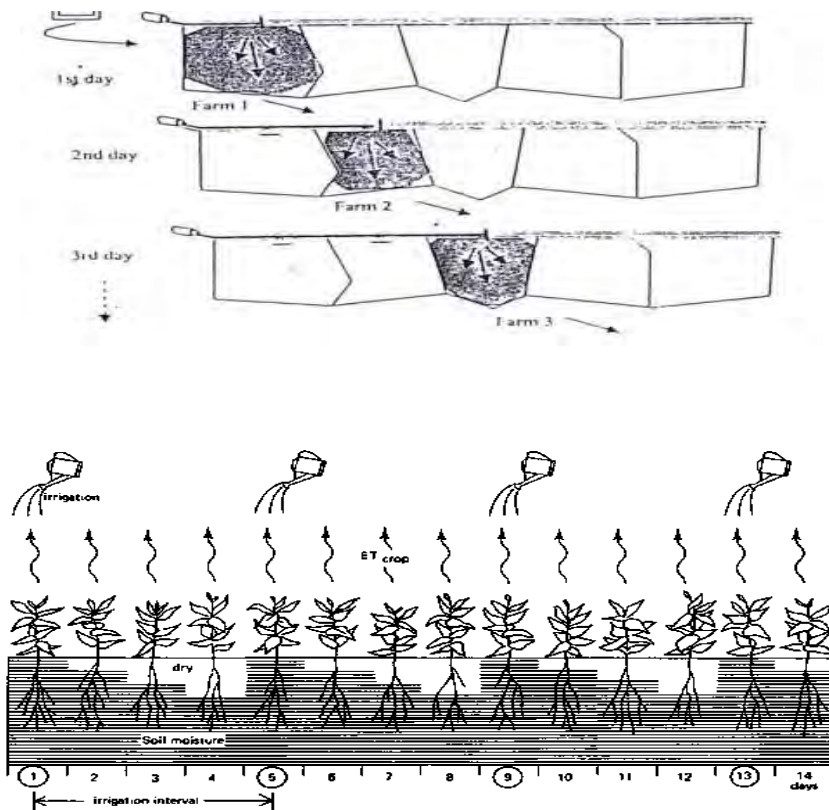 1st day
Farm 1
2nd day
Farm 2
3rd day
Farm 3
irrigation
ET crop
dry
Soil moisture
1 2 3 4 5 6 7 8 9 10 11 12 13 14
days
irrigation interval